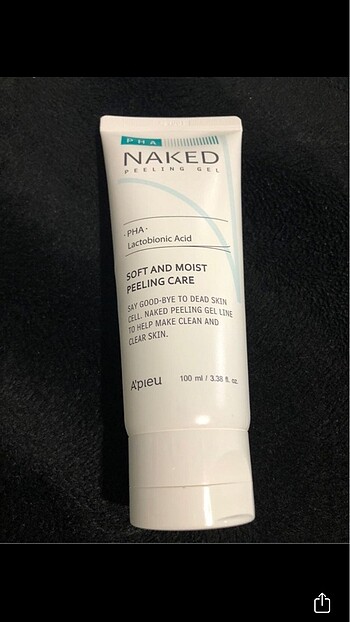 PHA
NAKED
PEELING GEL
· PHA ·
Lactobionic Acid
SOFT AND MOIST
PEELING CARE
SAY GOOD-BYE TO DEAD SKIN
CELL. NAKED PEELING GEL LINE
TO HELP MAKE CLEAN AND
CLEAR SKIN.
A'pieu
100 ml / 3.38 fl. oz.